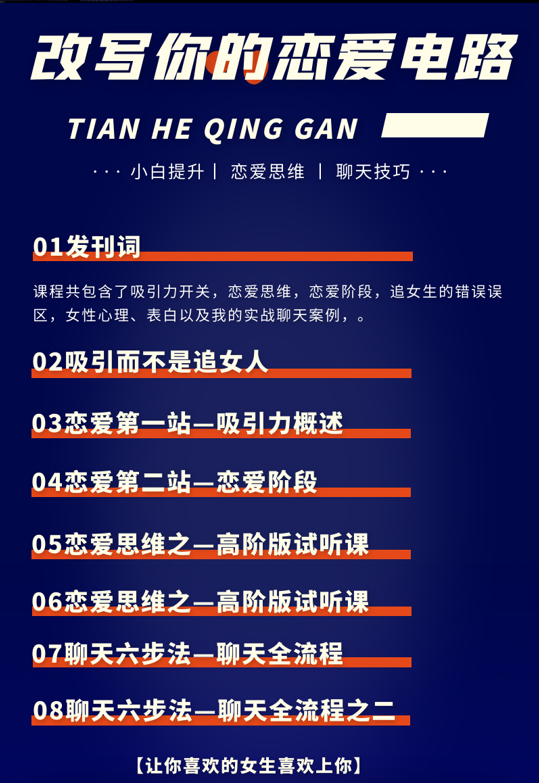 改写你的恋爱电路
TIAN HE QING GAN
··· 小白提升 | 恋爱思维 | 聊天技巧 ···
01发刊词
课程共包含了吸引力开关，恋爱思维，恋爱阶段，追女生的错误误
区，女性心理、表白以及我的实战聊天案例，。
02吸引而不是追女人
03恋爱第一站—吸引力概述
04恋爱第二站—恋爱阶段
05恋爱思维之—高阶版试听课
06恋爱思维之—高阶版试听课
07聊天六步法—聊天全流程
08聊天六步法—聊天全流程之二
【让你喜欢的女生喜欢上你】